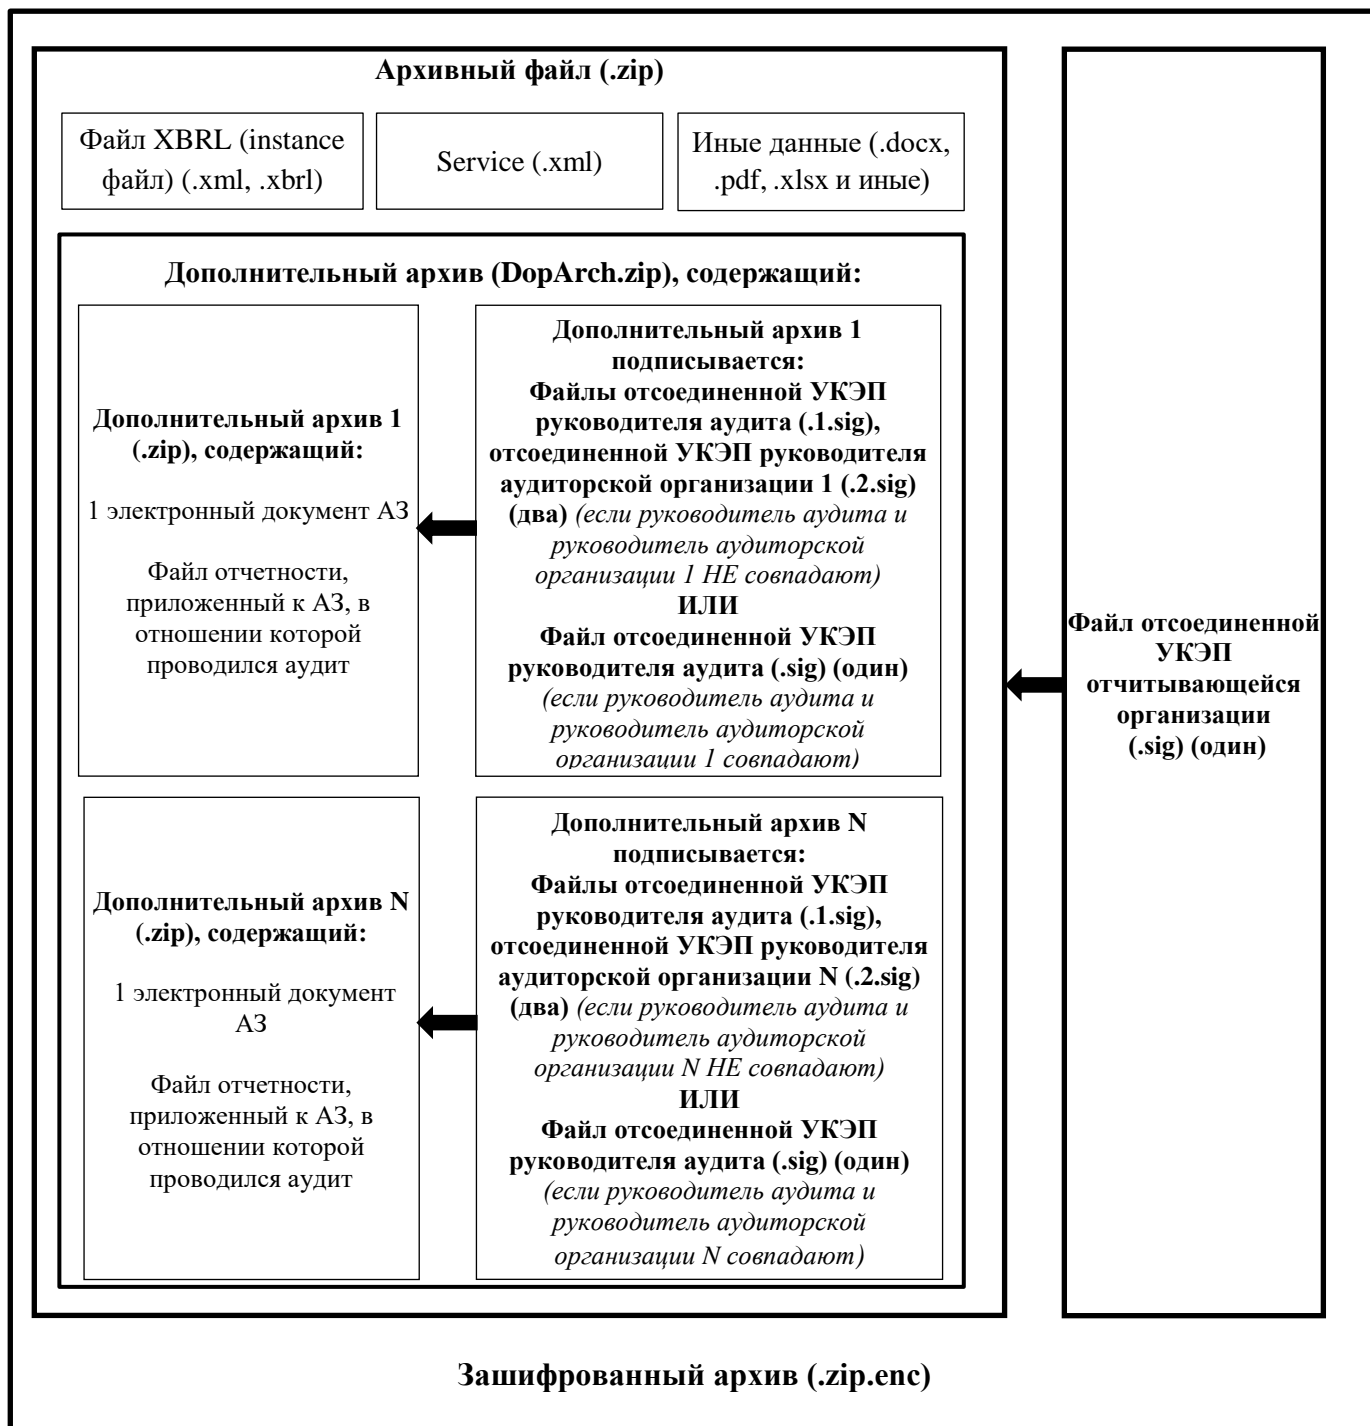 Архивный файл (.zip)
Файл XBRL (instance
файл) (.xml, .xbrl)
Service (.xml)
Иные данные (.docx,
.pdf, .xlsx и иные)
Дополнительный архив (DopArch.zip), содержащий:
Дополнительный архив 1
(.zip), содержащий:
1 электронный документ АЗ
Файл отчетности,
приложенный к АЗ, в
отношении которой
проводился аудит
Дополнительный архив 1
подписывается:
Файлы отсоединенной УКЭП
руководителя аудита (.1.sig),
отсоединенной УКЭП руководителя
аудиторской организации 1 (.2.sig)
(два) (если руководитель аудита и
руководитель аудиторской
организации 1 НЕ совпадают)
ИЛИ
Файл отсоединенной УКЭП
руководителя аудита (.sig) (один)
(если руководитель аудита и
руководитель аудиторской
организации 1 совпадают)
Дополнительный архив N
(.zip), содержащий:
1 электронный документ
АЗ
Файл отчетности,
приложенный к АЗ, в
отношении которой
проводился аудит
Дополнительный архив N
подписывается:
Файлы отсоединенной УКЭП
руководителя аудита (.1.sig),
отсоединенной УКЭП руководителя
аудиторской организации N (.2.sig)
(два) (если руководитель аудита и
руководитель аудиторской
организации N НЕ совпадают)
ИЛИ
Файл отсоединенной УКЭП
руководителя аудита (.sig) (один)
(если руководитель аудита и
руководитель аудиторской
организации N совпадают)
Файл отсоединенной
УКЭП
отчитывающейся
организации
(.sig) (один)
Зашифрованный архив (.zip.enc)